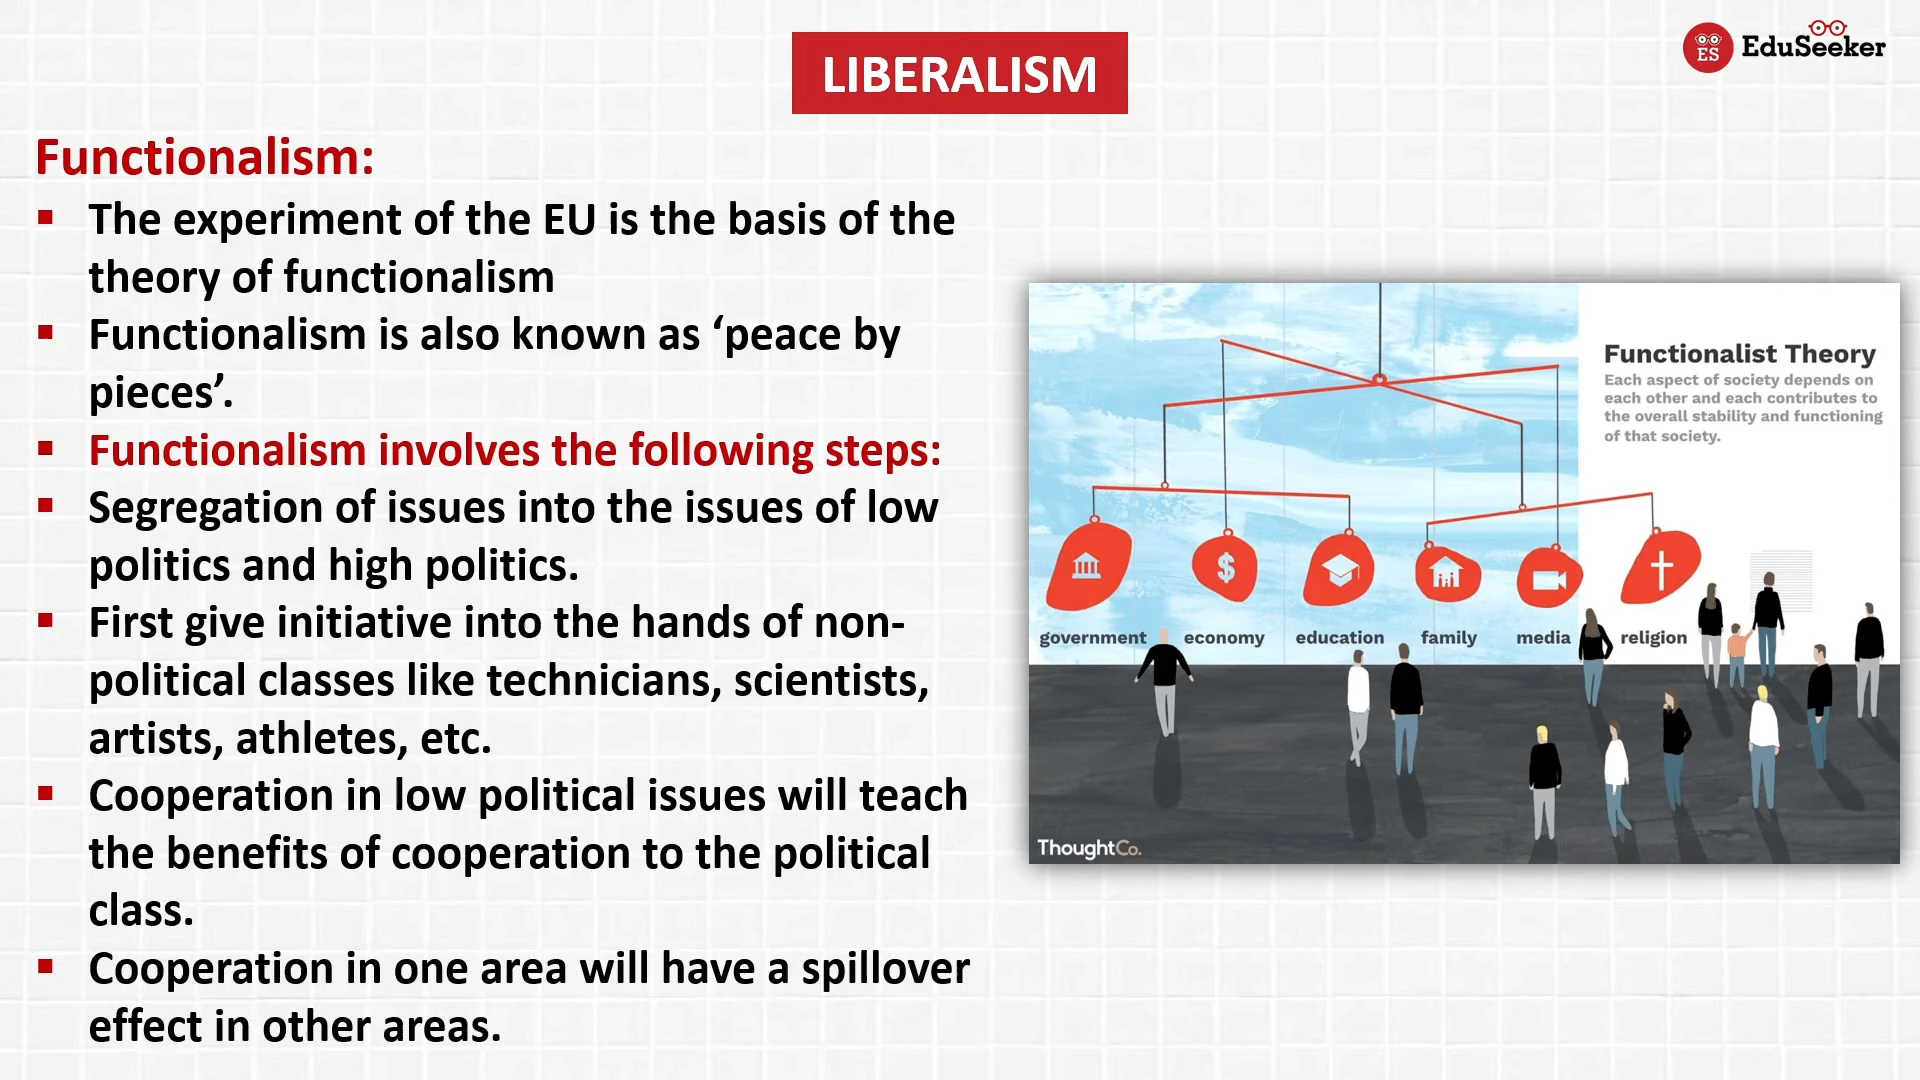 LIBERALISM
ES EduSeeker
Functionalism:
▪ The experiment of the EU is the basis of the
theory of functionalism
▪ Functionalism is also known as ‘peace by
pieces’.
▪ Functionalism involves the following steps:
▪ Segregation of issues into the issues of low
politics and high politics.
▪ First give initiative into the hands of non-
political classes like technicians, scientists,
artists, athletes, etc.
▪ Cooperation in low political issues will teach
the benefits of cooperation to the political
class.
▪ Cooperation in one area will have a spillover
effect in other areas.
Functionalist Theory
Each aspect of society depends on
each other and each contributes to
the overall stability and functioning
of that society.
$
government economy education family media religion
ThoughtCo.